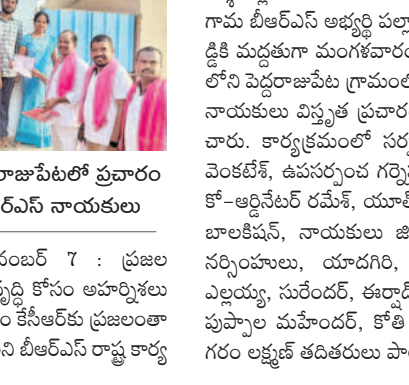 రాజుపేటలో ప్రచారం
ఆర్ఎస్ నాయకులు
నవంబర్ 7 : ప్రజల
వృద్ధి కోసం అహర్నిశలు
కేసీఆర్‌కు ప్రజలంతా
ని బీఆర్ఎస్ రాష్ట్ర కార్య
గామ బీఆర్ఎస్ అభ్యర్థి పల్లా
డ్డికి మద్దతుగా మంగళవారం
లోని పెద్దరాజుపేట గ్రామంలో
నాయకులు విస్తృత ప్రచార
చారు. కార్యక్రమంలో సర్ప
వెంకటేశ్, ఉపసర్పంచ గర్నె
కో-ఆర్డినేటర్ రమేశ్, యూత్
బాలకిషన్, నాయకులు జి
నర్సింహులు, యాదగిరి,
ఎల్లయ్య, సురేందర్, ఈర్షాద్
పుప్పాల మహేందర్, కోతి
గరం లక్ష్మణ్ తదితరులు పా